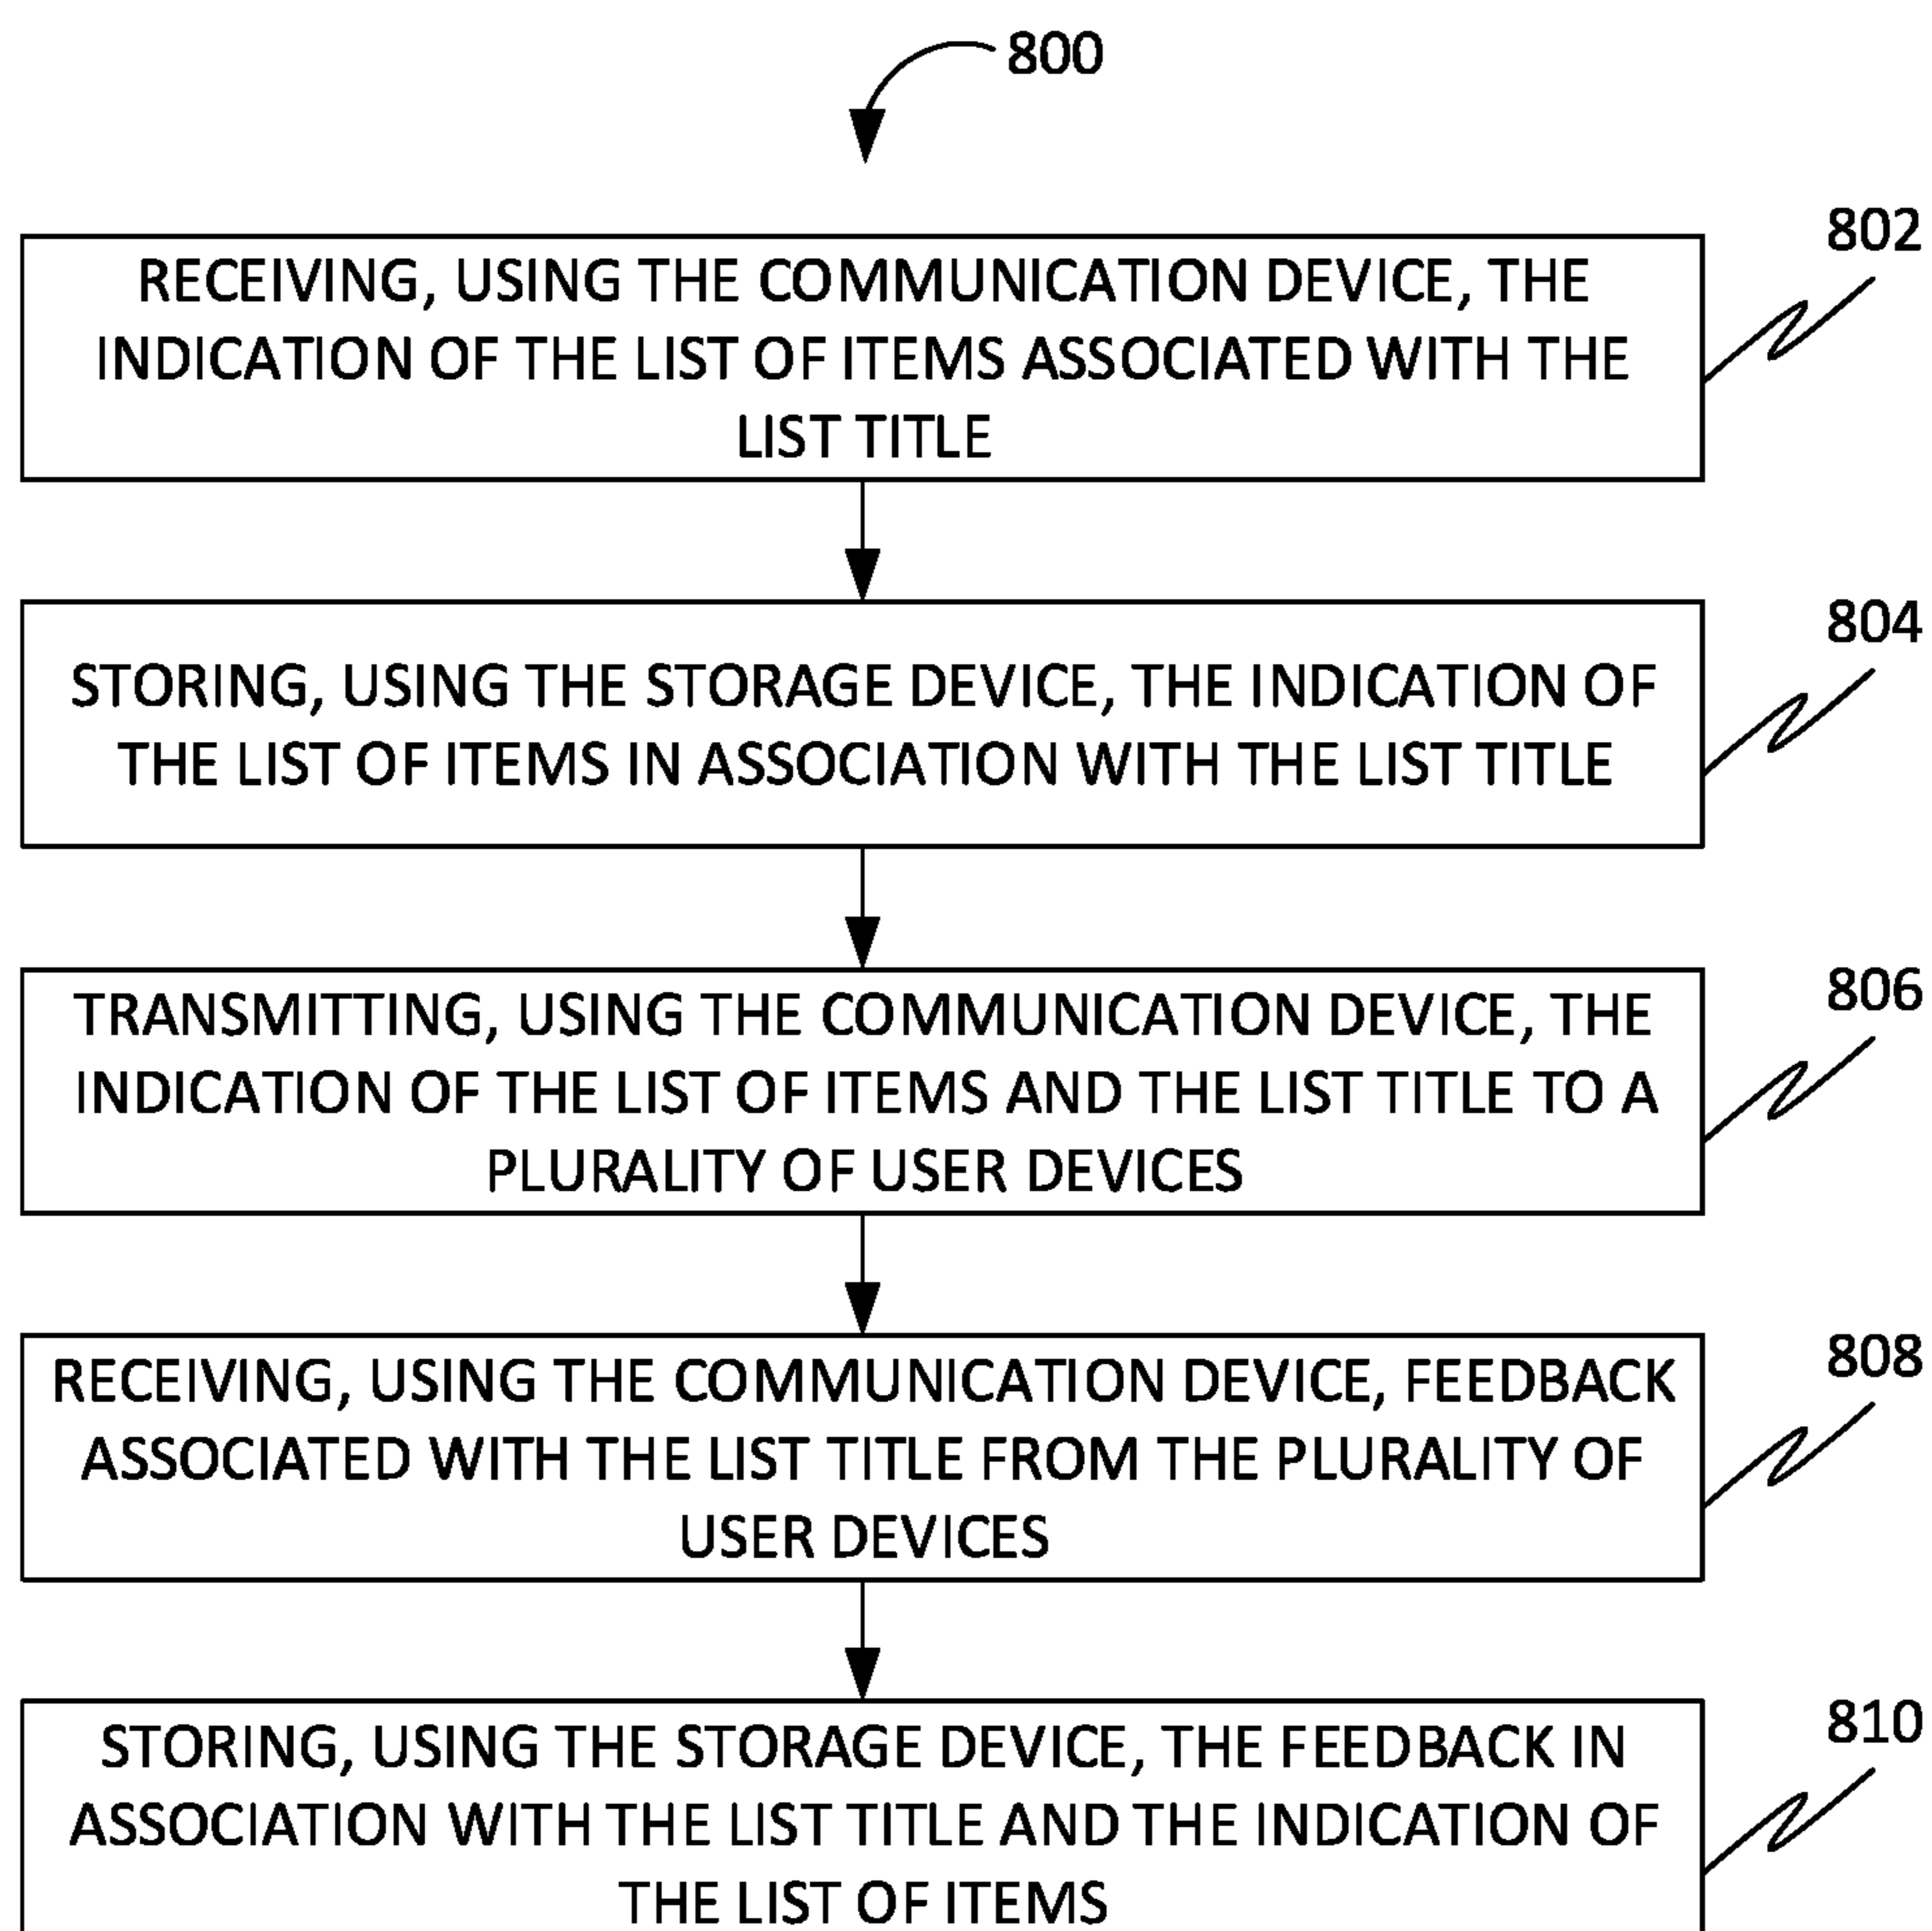 800
802
RECEIVING, USING THE COMMUNICATION DEVICE, THE
INDICATION OF THE LIST OF ITEMS ASSOCIATED WITH THE
LIST TITLE
804
STORING, USING THE STORAGE DEVICE, THE INDICATION OF
THE LIST OF ITEMS IN ASSOCIATION WITH THE LIST TITLE
806
TRANSMITTING, USING THE COMMUNICATION DEVICE, THE
INDICATION OF THE LIST OF ITEMS AND THE LIST TITLE TO A
PLURALITY OF USER DEVICES
808
RECEIVING, USING THE COMMUNICATION DEVICE, FEEDBACK
ASSOCIATED WITH THE LIST TITLE FROM THE PLURALITY OF
USER DEVICES
810
STORING, USING THE STORAGE DEVICE, THE FEEDBACK IN
ASSOCIATION WITH THE LIST TITLE AND THE INDICATION OF
THE LIST OF ITEMS